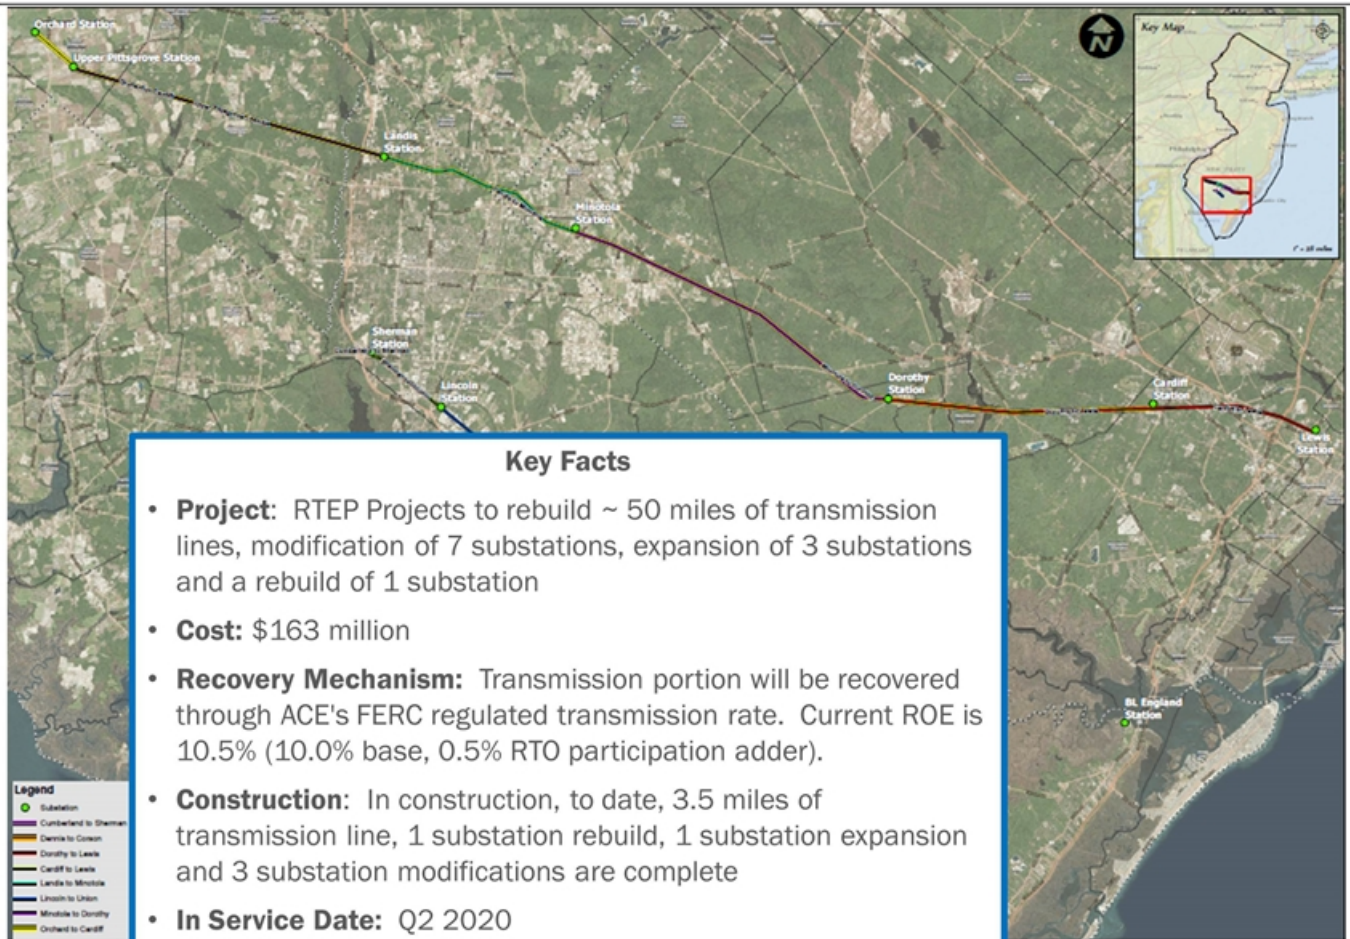 Orchard Station
Upper Pittsgrove Station
Landis
Station
Minotola
Station
Sherman
Station
Lincoln
Station
Dorothy
Station
Cardiff
Station
Lewis
Station
BL England
Station
N
Key Map
1" = 35 miles
Key Facts
• Project: RTEP Projects to rebuild ~ 50 miles of transmission
lines, modification of 7 substations, expansion of 3 substations
and a rebuild of 1 substation
• Cost: $163 million
• Recovery Mechanism: Transmission portion will be recovered
through ACE's FERC regulated transmission rate. Current ROE is
10.5% (10.0% base, 0.5% RTO participation adder).
• Construction: In construction, to date, 3.5 miles of
transmission line, 1 substation rebuild, 1 substation expansion
and 3 substation modifications are complete
• In Service Date: Q2 2020
Legend
Substation
Cumberland to Sherman
Dennis to Corson
Dorothy to Lewis
Cardiff to Lewis
Landis to Minotola
Lincoln to Union
Minotola to Dorothy
Orchard to Cardiff